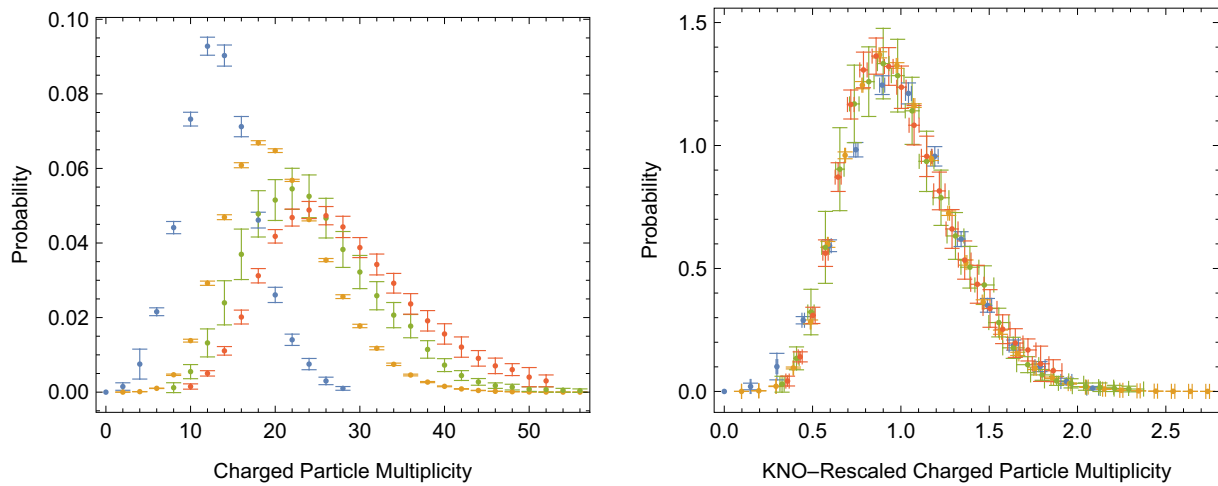 0.10
0.08
0.06
0.04
0.02
0.00
Probability
0 10 20 30 40 50
Charged Particle Multiplicity
1.5
1.0
0.5
0.0
Probability
0.0 0.5 1.0 1.5 2.0 2.5
KNO–Rescaled Charged Particle Multiplicity